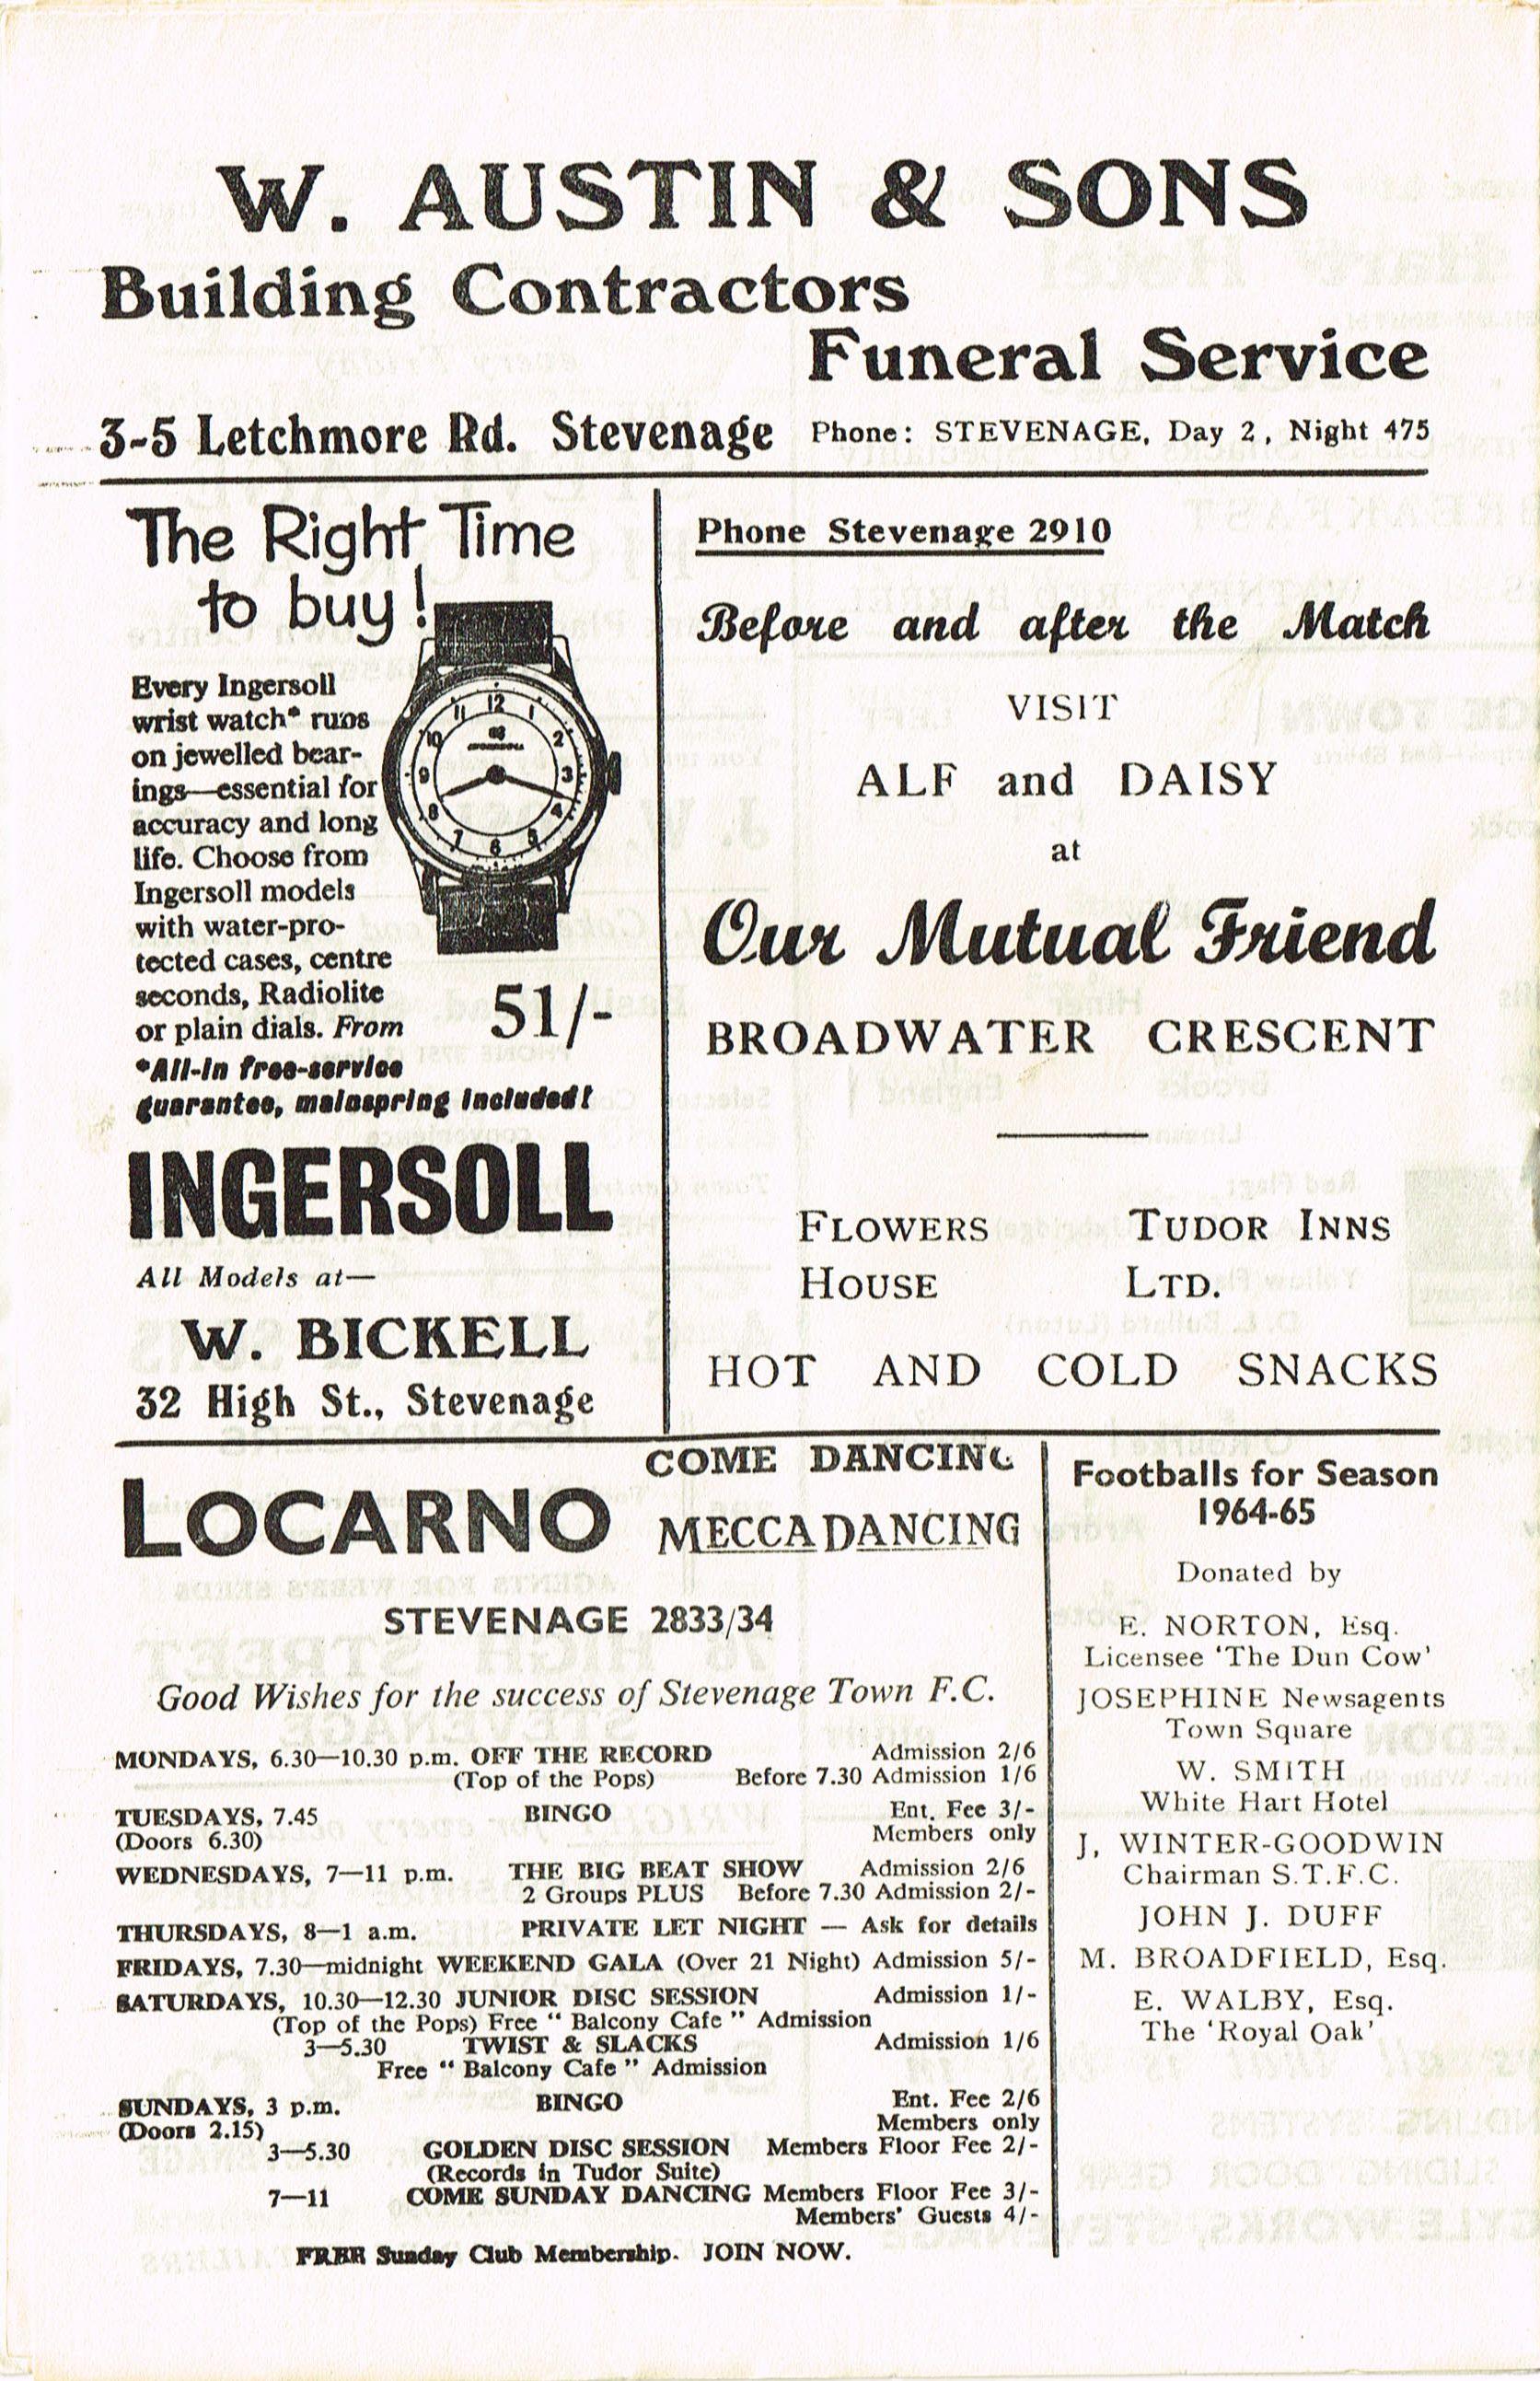 W. AUSTIN & SONS
Building Contractors
Funeral Service
3-5 Letchmore Rd. Stevenage Phone: STEVENAGE, Day 2, Night 475
The Right Time
to buy!
Every Ingersoll
wrist watch* runs
on jewelled bear-
ings—essential for
accuracy and long
life. Choose from
Ingersoll models
with water-pro-
tected cases, centre
seconds, Radiolite
or plain dials. From 51/-
*All-in free-service
guarantee, mainspring included!
INGERSOLL
All Models at—
W. BICKELL
32 High St., Stevenage
12
1
2
3
4
5
6
7
8
9
10
11
Phone Stevenage 2910
Before and after the Match
VISIT
ALF and DAISY
at
Our Mutual Friend
BROADWATER CRESCENT
FLOWERS TUDOR INNS
HOUSE LTD.
HOT AND COLD SNACKS
COME DANCING
LOCARNO MECCA DANCING
STEVENAGE 2833/34
Good Wishes for the success of Stevenage Town F.C.
MONDAYS, 6.30—10.30 p.m. OFF THE RECORD Admission 2/6
(Top of the Pops) Before 7.30 Admission 1/6
TUESDAYS, 7.45 BINGO Ent. Fee 3/-
(Doors 6.30) Members only
WEDNESDAYS, 7—11 p.m. THE BIG BEAT SHOW Admission 2/6
2 Groups PLUS Before 7.30 Admission 2/-
THURSDAYS, 8—1 a.m. PRIVATE LET NIGHT — Ask for details
FRIDAYS, 7.30—midnight WEEKEND GALA (Over 21 Night) Admission 5/-
SATURDAYS, 10.30—12.30 JUNIOR DISC SESSION Admission 1/-
(Top of the Pops) Free “ Balcony Cafe ” Admission
3—5.30 TWIST & SLACKS Admission 1/6
Free “ Balcony Cafe ” Admission
SUNDAYS, 3 p.m. BINGO Ent. Fee 2/6
(Doors 2.15) Members only
3—5.30 GOLDEN DISC SESSION Members Floor Fee 2/-
(Records in Tudor Suite)
7—11 COME SUNDAY DANCING Members Floor Fee 3/-
Members' Guests 4/-
FREE Sunday Club Membership. JOIN NOW.
Footballs for Season
1964-65
Donated by
E. NORTON, Esq.
Licensee ‘The Dun Cow’
JOSEPHINE Newsagents
Town Square
W. SMITH
White Hart Hotel
J, WINTER-GOODWIN
Chairman S.T.F.C.
JOHN J. DUFF
M. BROADFIELD, Esq.
E. WALBY, Esq.
The ‘Royal Oak’